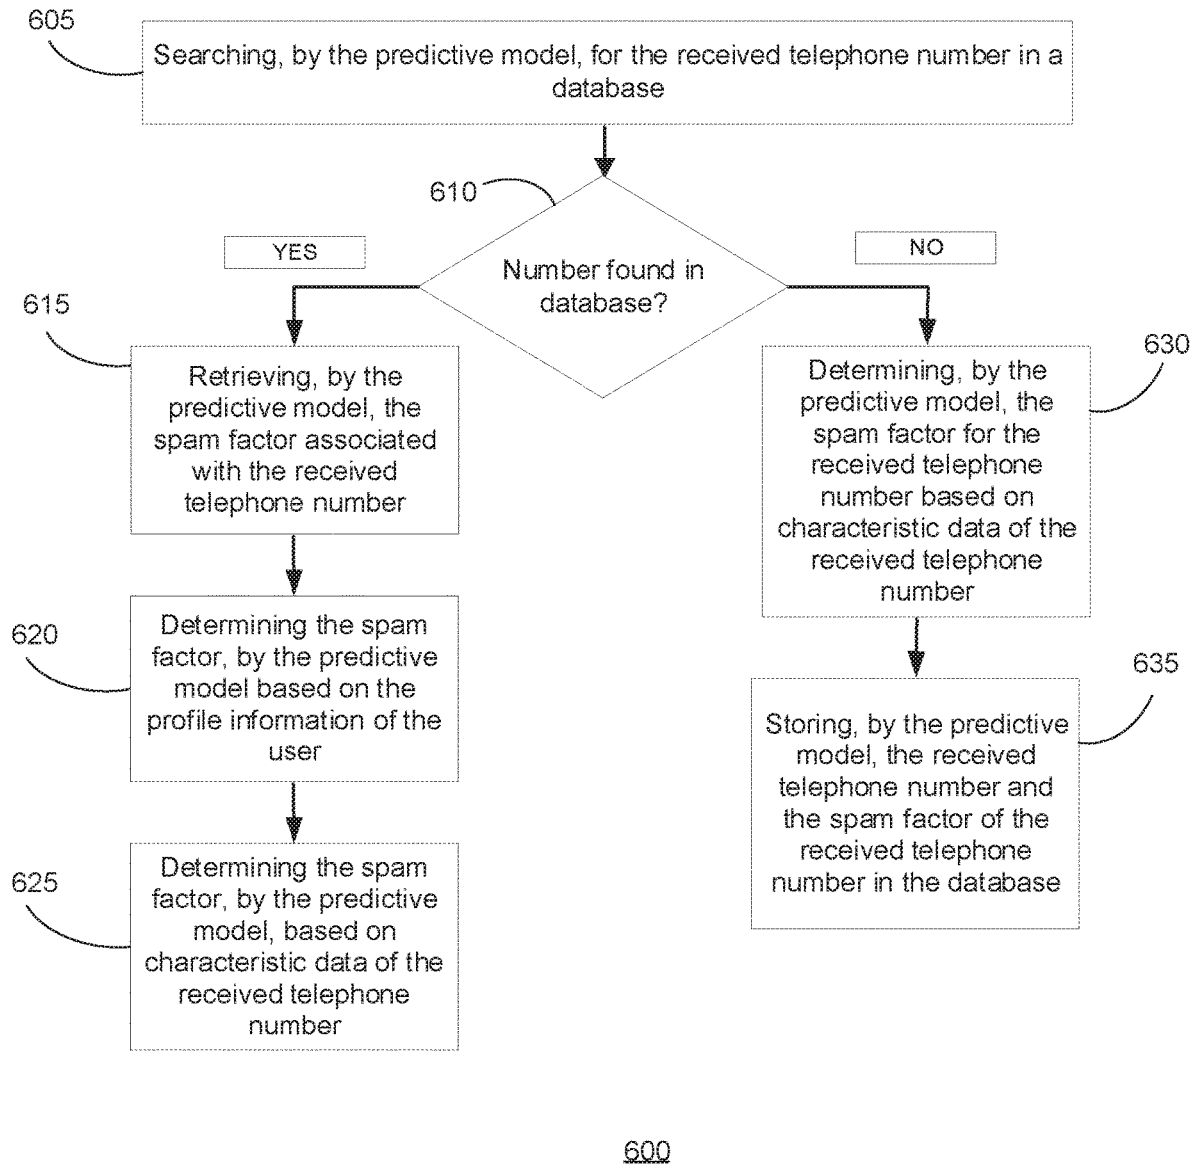 605
Searching, by the predictive model, for the received telephone number in a
database
610
YES
NO
Number found in
database?
615
Retrieving, by the
predictive model, the
spam factor associated
with the received
telephone number
630
Determining, by the
predictive model, the
spam factor for the
received telephone
number based on
characteristic data of the
received telephone
number
620
Determining the spam
factor, by the predictive
model based on the
profile information of the
user
635
Storing, by the predictive
model, the received
telephone number and
the spam factor of the
received telephone
number in the database
625
Determining the spam
factor, by the predictive
model, based on
characteristic data of the
received telephone
number
600